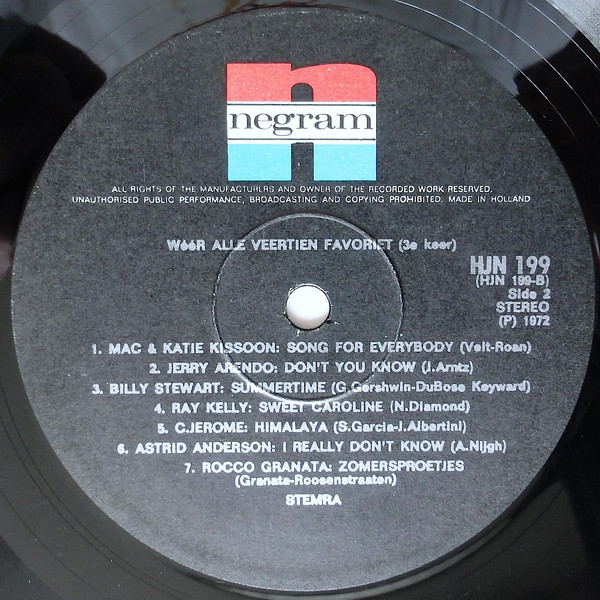 negram
ALL RIGHTS OF THE MANUFACTURERS AND OWNER OF THE RECORDED WORK RESERVED.
UNAUTHORISED PUBLIC PERFORMANCE, BROADCASTING AND COPYING PROHIBITED. MADE IN HOLLAND
WééR ALLE VEERTIEN FAVORIET (3e keer)
HJN 199
(HJN 199-B)
Side 2
STEREO
(P) 1972
1. MAC & KATIE KISSOON: SONG FOR EVERYBODY (Velt-Roan)
2. JERRY ARENDO: DON'T YOU KNOW (J.Arntz)
3. BILLY STEWART: SUMMERTIME (G.Gershwin-DuBose Keyward)
4. RAY KELLY: SWEET CAROLINE (N.Diamond)
5. C.JEROME: HIMALAYA (S.Garcia-J.Albertini)
6. ASTRID ANDERSON: I REALLY DON'T KNOW (A.Nijgh)
7. ROCCO GRANATA: ZOMERSPROETJES
(Granata-Roosenstraaten)
STEMRA